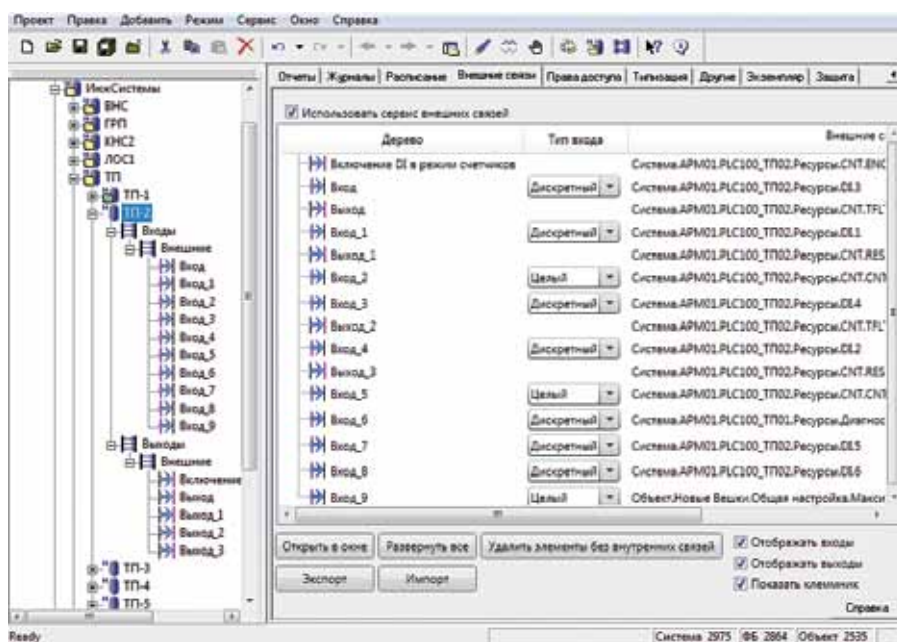 Проект Правка Добавить Режим Сервис Окно Справка
Отчеты Журналы Расписание Внешние связи Права доступа Типизация Другие Экземпляр Защита
ИнжСистемы
ВНС
ГРП
КНС2
ЛОС1
ТП
ТП-1
ТП-2
Входы
Внешние
Вход
Вход_1
Вход_2
Вход_3
Вход_4
Вход_5
Вход_6
Вход_7
Вход_8
Вход_9
Выходы
Внешние
Включение
Выход
Выход_1
Выход_2
Выход_3
ТП-3
ТП-4
ТП-5
Использовать сервис внешних связей
Дерево Тип входа Внешние с
Включение DI в режим счетчиков Система.АРМ01.PLC100_ТП02.Ресурсы.CNT.ENC
Вход Дискретный Система.АРМ01.PLC100_ТП02.Ресурсы.DI.3
Выход Система.АРМ01.PLC100_ТП02.Ресурсы.CNT.TFL
Вход_1 Дискретный Система.АРМ01.PLC100_ТП02.Ресурсы.DI.1
Выход_1 Система.АРМ01.PLC100_ТП02.Ресурсы.CNT.RES
Вход_2 Целый Система.АРМ01.PLC100_ТП02.Ресурсы.CNT.CNT
Вход_3 Дискретный Система.АРМ01.PLC100_ТП02.Ресурсы.DI.4
Выход_2 Система.АРМ01.PLC100_ТП02.Ресурсы.CNT.TFL
Вход_4 Дискретный Система.АРМ01.PLC100_ТП02.Ресурсы.DI.2
Выход_3 Система.АРМ01.PLC100_ТП02.Ресурсы.CNT.RES
Вход_5 Целый Система.АРМ01.PLC100_ТП02.Ресурсы.CNT.CNT
Вход_6 Дискретный Система.АРМ01.PLC100_ТП01.Ресурсы.Диагнос
Вход_7 Дискретный Система.АРМ01.PLC100_ТП02.Ресурсы.DI.5
Вход_8 Дискретный Система.АРМ01.PLC100_ТП02.Ресурсы.DI.6
Вход_9 Целый Объект.Новые Вешки.Общая настройка.Макси
Открыть в окне Развернуть все Удалить элементы без внутренних связей Отображать входы
Отображать выходы
Экспорт Импорт Показать клеммник
Справка
Ready Система 2975 ФБ 2864 Объект 2535